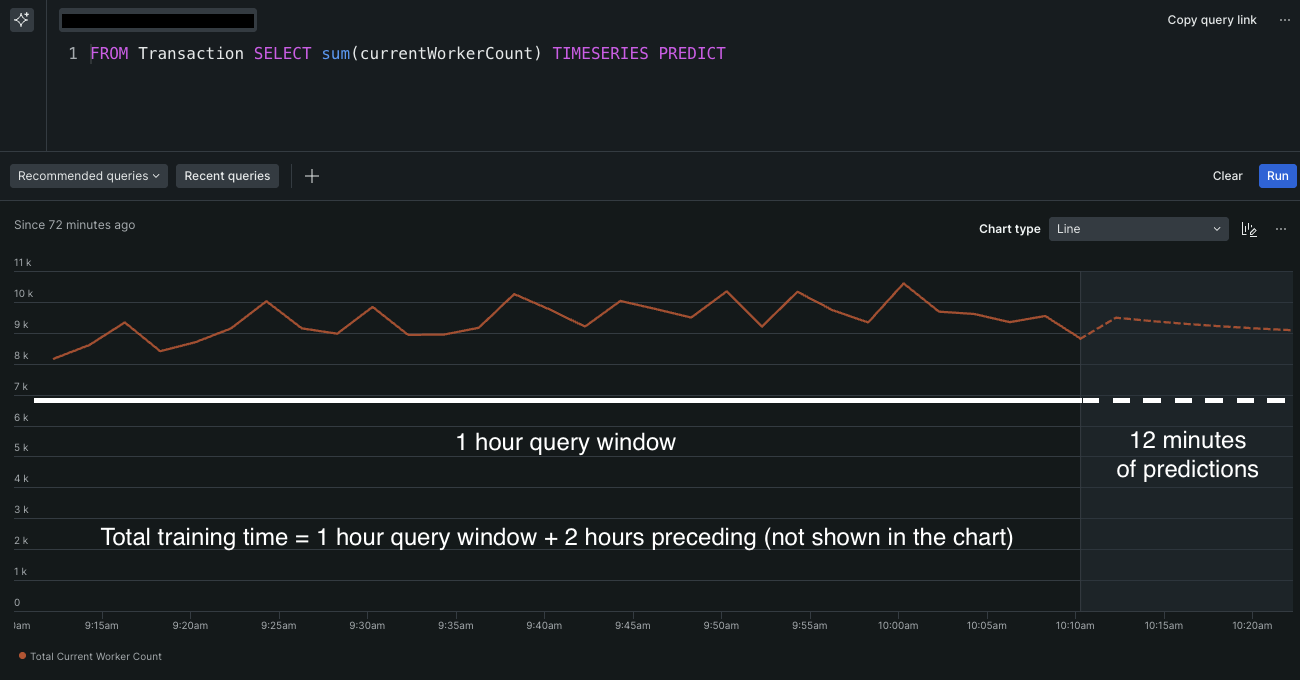 Copy query link
1 FROM Transaction SELECT sum(currentWorkerCount) TIMESERIES PREDICT
Recommended queries
Recent queries
Clear
Run
Since 72 minutes ago
Chart type
Line
11 k
10 k
9 k
8 k
7 k
6 k
5 k
4 k
3 k
2 k
1 k
0
1 hour query window
12 minutes
of predictions
Total training time = 1 hour query window + 2 hours preceding (not shown in the chart)
am 9:15am 9:20am 9:25am 9:30am 9:35am 9:40am 9:45am 9:50am 9:55am 10:00am 10:05am 10:10am 10:15am 10:20am
Total Current Worker Count